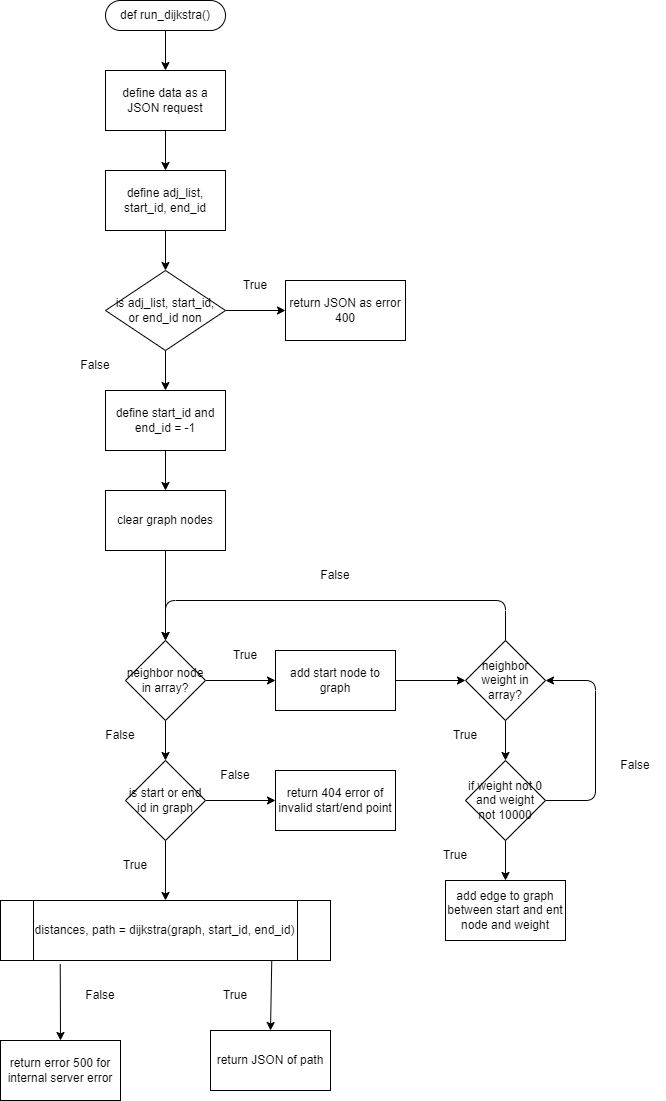 def run_dijkstra()
define data as a
JSON request
define adj_list,
start_id, end_id
is adj_list, start_id,
or end_id non
True
return JSON as error
400
False
define start_id and
end_id = -1
clear graph nodes
False
neighbor node
in array?
True
add start node to
graph
neighbor
weight in
array?
False
True
is start or end
id in graph
False
return 404 error of
invalid start/end point
if weight not 0
and weight
not 10000
False
True
True
add edge to graph
between start and ent
node and weight
distances, path = dijkstra(graph, start_id, end_id)
False
True
return error 500 for
internal server error
return JSON of path